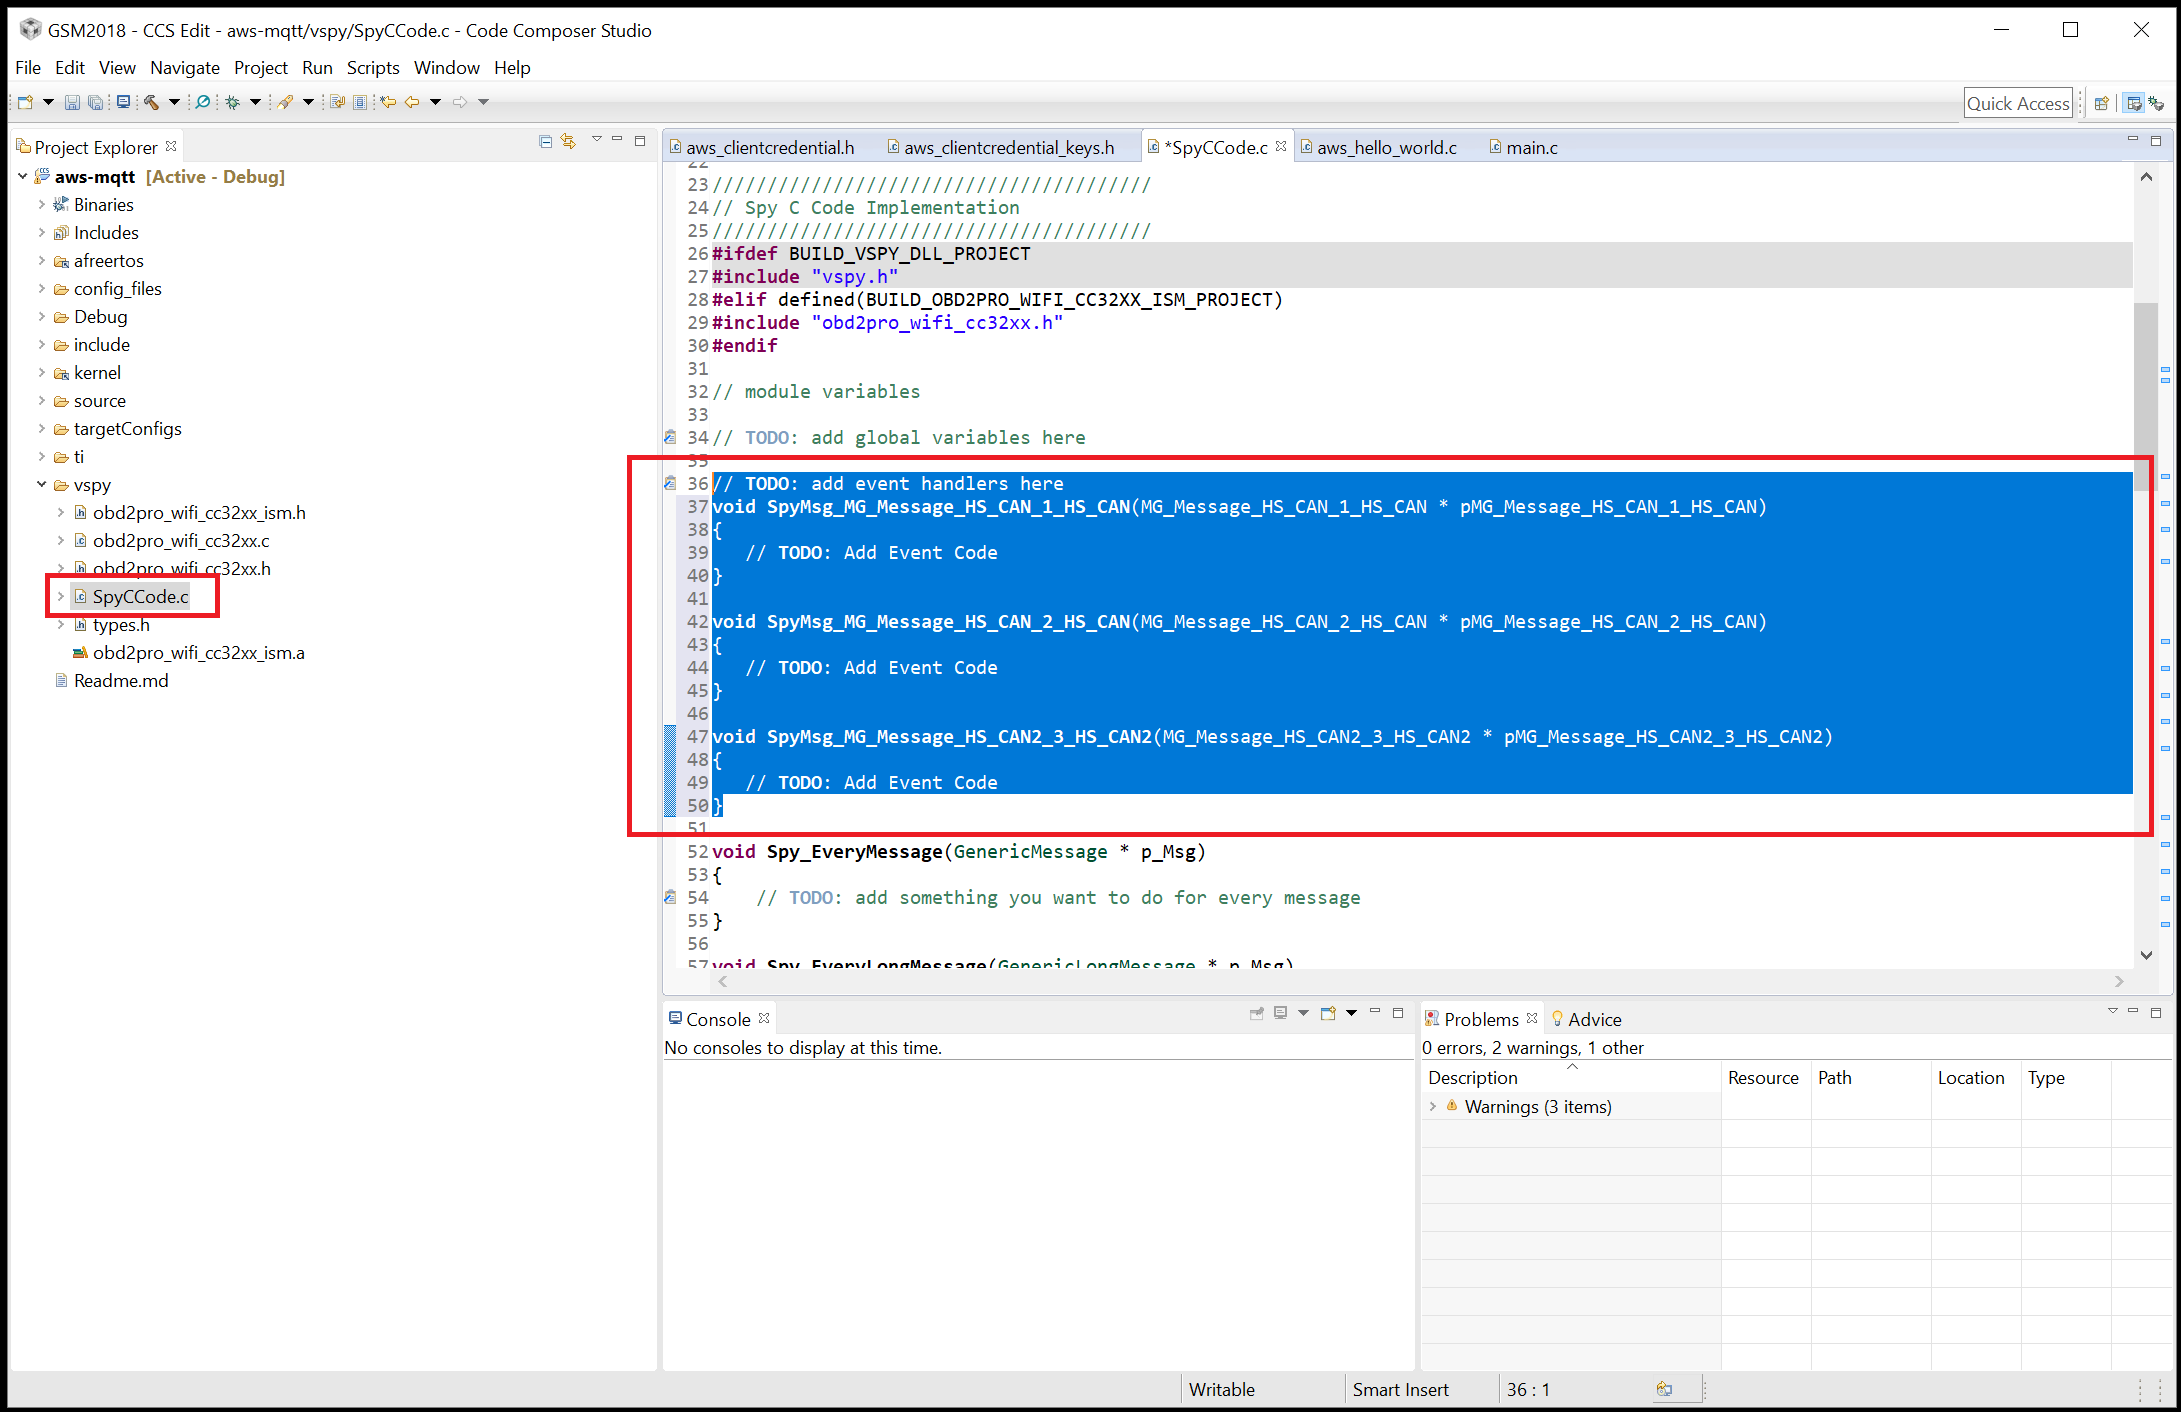 GSM2018 - CCS Edit - aws-mqtt/vspy/SpyCCode.c - Code Composer Studio
File Edit View Navigate Project Run Scripts Window Help
Quick Access
Project Explorer
aws-mqtt [Active - Debug]
Binaries
Includes
afreertos
config_files
Debug
include
kernel
source
targetConfigs
ti
vspy
obd2pro_wifi_cc32xx_ism.h
obd2pro_wifi_cc32xx.c
obd2pro_wifi_cc32xx.h
SpyCCode.c
types.h
obd2pro_wifi_cc32xx_ism.a
Readme.md
aws_clientcredential.h aws_clientcredential_keys.h *SpyCCode.c aws_hello_world.c main.c
22
23 ////////////////////////////////////////
24 // Spy C Code Implementation
25 ////////////////////////////////////////
26 #ifdef BUILD_VSPY_DLL_PROJECT
27 #include "vspy.h"
28 #elif defined(BUILD_OBD2PRO_WIFI_CC32XX_ISM_PROJECT)
29 #include "obd2pro_wifi_cc32xx.h"
30 #endif
31
32 // module variables
33
34 // TODO: add global variables here
35
36 // TODO: add event handlers here
37 void SpyMsg_MG_Message_HS_CAN_1_HS_CAN(MG_Message_HS_CAN_1_HS_CAN * pMG_Message_HS_CAN_1_HS_CAN)
38 {
39 // TODO: Add Event Code
40 }
41
42 void SpyMsg_MG_Message_HS_CAN_2_HS_CAN(MG_Message_HS_CAN_2_HS_CAN * pMG_Message_HS_CAN_2_HS_CAN)
43 {
44 // TODO: Add Event Code
45 }
46
47 void SpyMsg_MG_Message_HS_CAN2_3_HS_CAN2(MG_Message_HS_CAN2_3_HS_CAN2 * pMG_Message_HS_CAN2_3_HS_CAN2)
48 {
49 // TODO: Add Event Code
50 }
51
52 void Spy_EveryMessage(GenericMessage * p_Msg)
53 {
54 // TODO: add something you want to do for every message
55 }
56
57 void Spy_EveryLongMessage(GenericLongMessage * p_Msg)
Console
No consoles to display at this time.
Problems Advice
0 errors, 2 warnings, 1 other
Description Resource Path Location Type
Warnings (3 items)
Writable Smart Insert 36 : 1